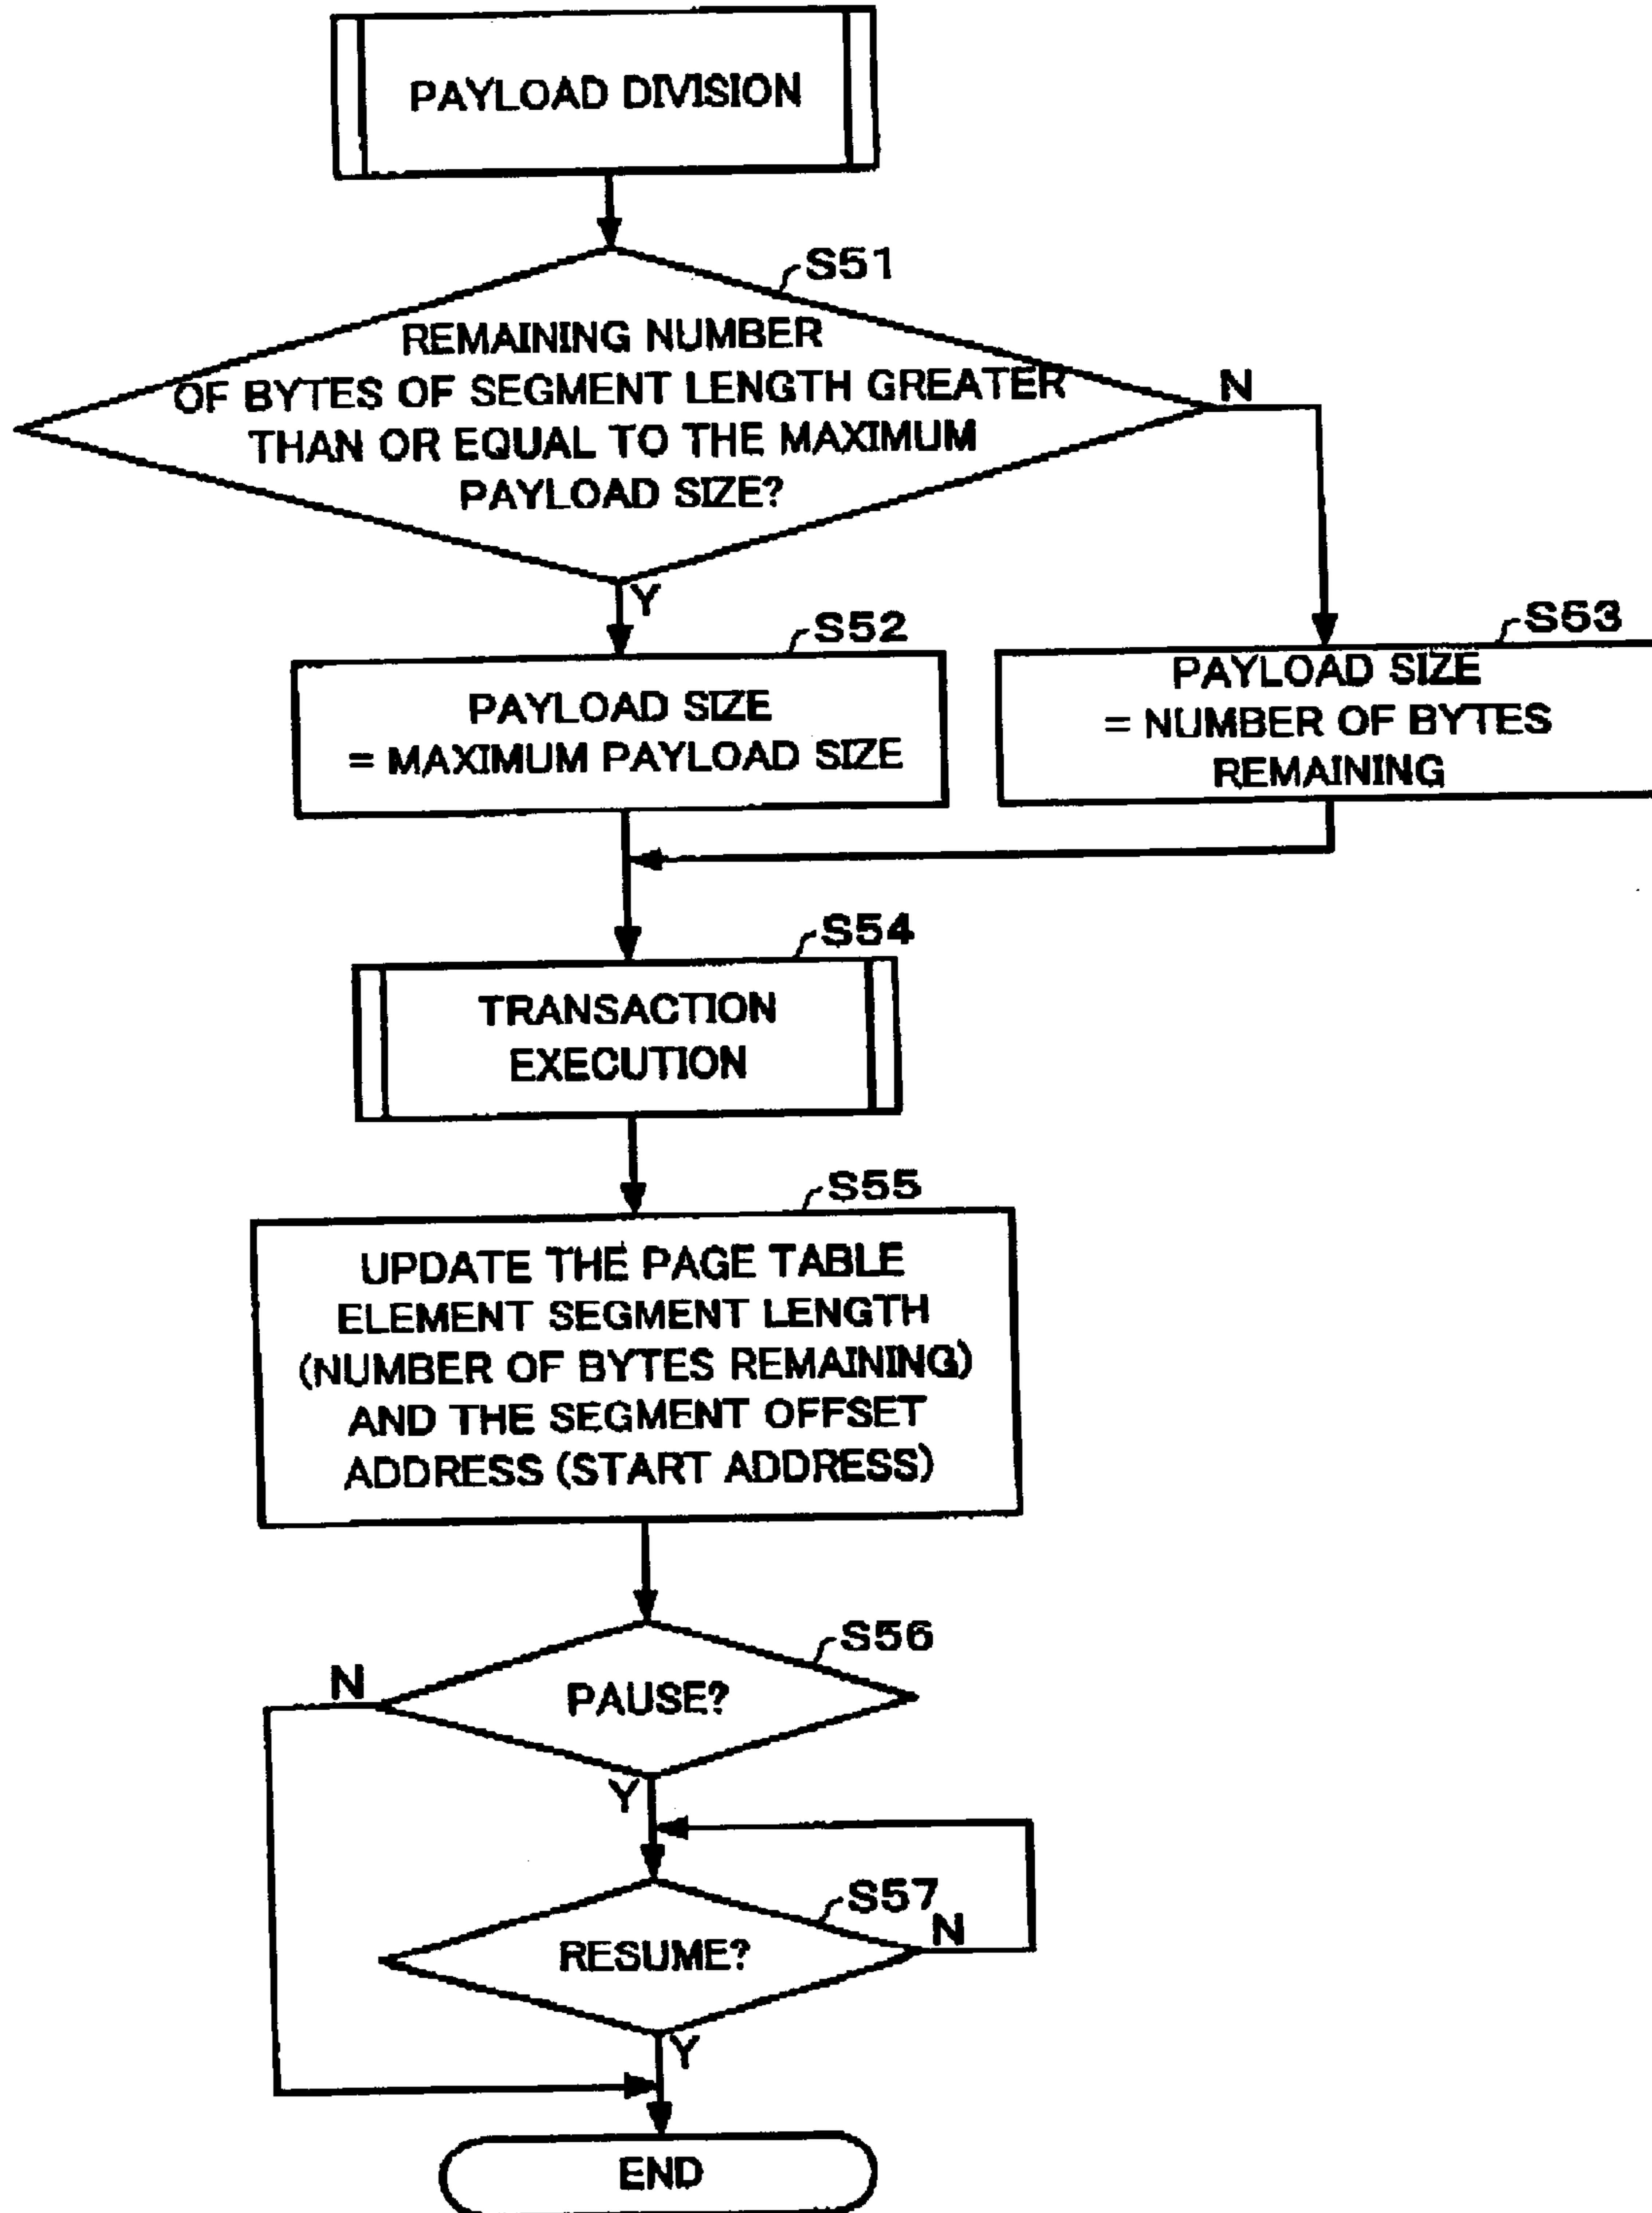 PAYLOAD DIVISION
S51
REMAINING NUMBER
OF BYTES OF SEGMENT LENGTH GREATER
THAN OR EQUAL TO THE MAXIMUM
PAYLOAD SIZE?
N
Y
S52
PAYLOAD SIZE
= MAXIMUM PAYLOAD SIZE
S53
PAYLOAD SIZE
= NUMBER OF BYTES
REMAINING
S54
TRANSACTION
EXECUTION
S55
UPDATE THE PAGE TABLE
ELEMENT SEGMENT LENGTH
(NUMBER OF BYTES REMAINING)
AND THE SEGMENT OFFSET
ADDRESS (START ADDRESS)
S56
N
PAUSE?
Y
S57
N
RESUME?
Y
END